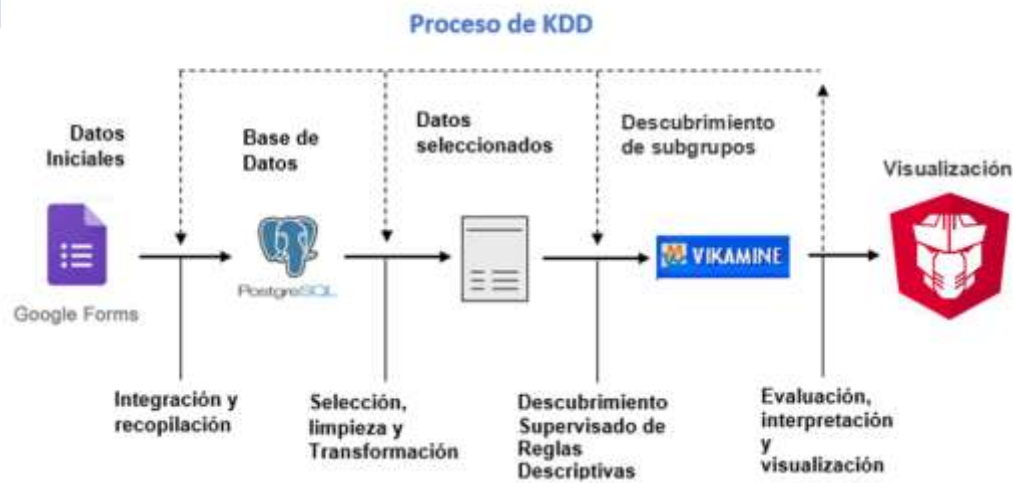 Proceso de KDD
Datos
Iniciales
Base de
Datos
Datos
seleccionados
Descubrimiento
de subgrupos
Visualización
PostgreSQL
VIKAMINE
Google Forms
Integración y
recopilación
Selección,
limpieza y
Transformación
Descubrimiento
Supervisado de
Reglas
Descriptivas
Evaluación,
interpretación
y
visualización